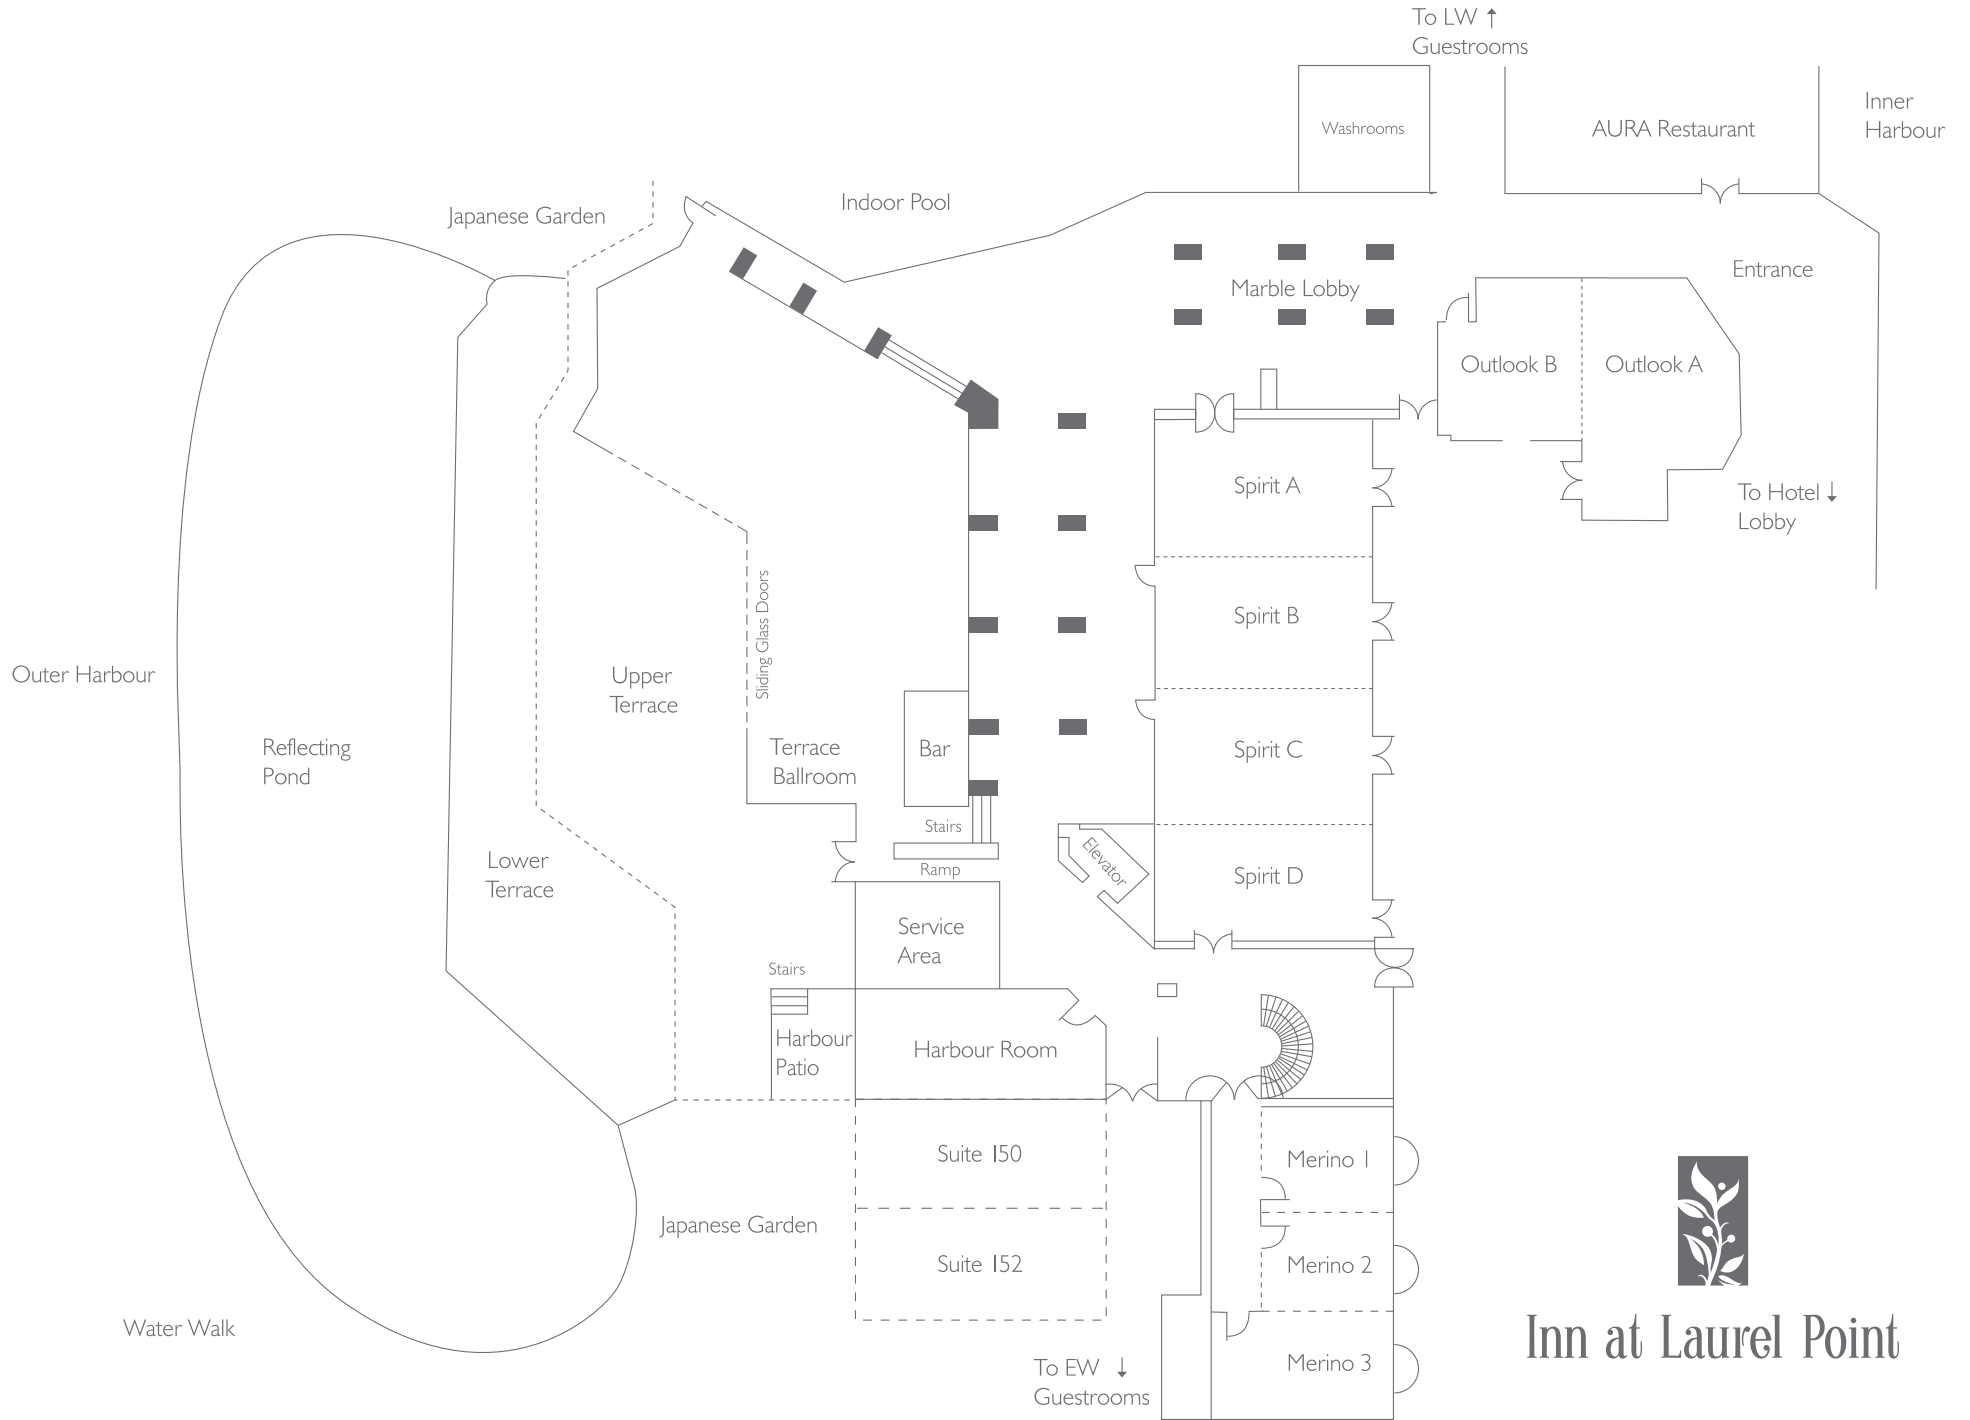 To LW ↑
Guestrooms
Washrooms
AURA Restaurant
Inner
Harbour
Japanese Garden
Indoor Pool
Marble Lobby
Entrance
Outlook B
Outlook A
To Hotel ↓
Lobby
Spirit A
Spirit B
Spirit C
Spirit D
Outer Harbour
Reflecting
Pond
Upper
Terrace
Sliding Glass Doors
Terrace
Ballroom
Bar
Stairs
Ramp
Elevator
Lower
Terrace
Service
Area
Stairs
Harbour
Patio
Harbour Room
Suite 150
Suite 152
Japanese Garden
Water Walk
Merino 1
Merino 2
Merino 3
To EW ↓
Guestrooms
Inn at Laurel Point